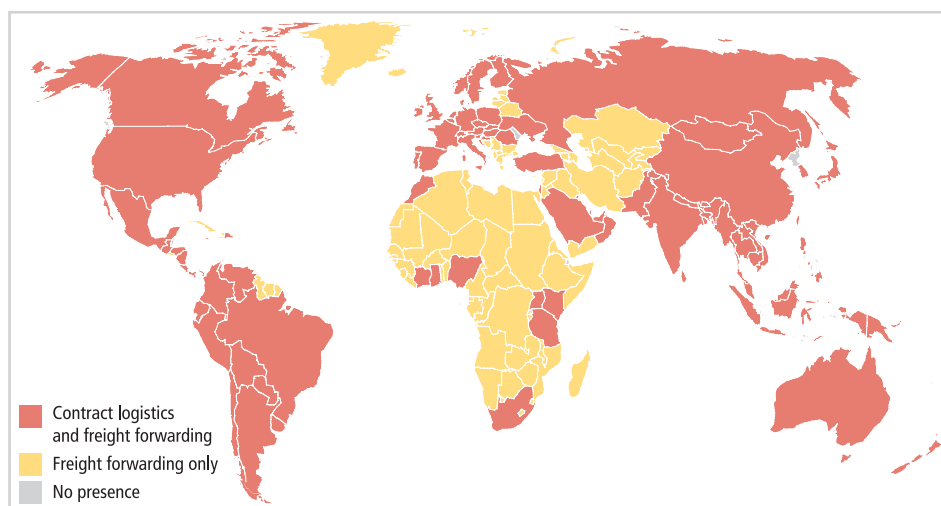 Contract logistics
and freight forwarding
Freight forwarding only
No presence